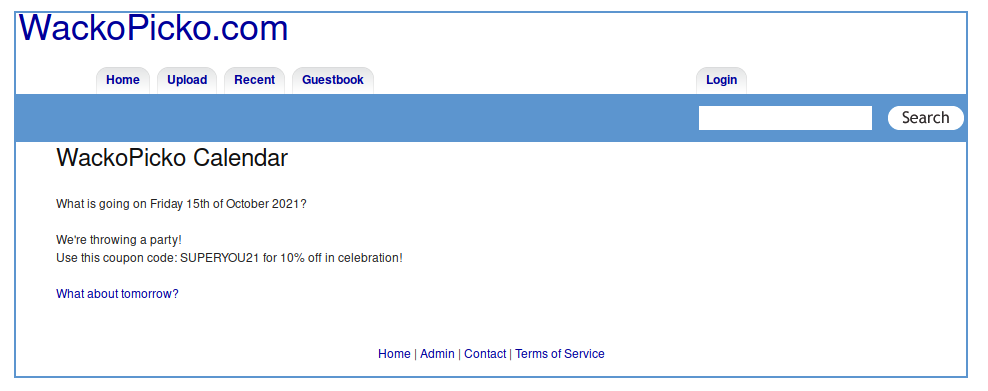 WackoPicko.com
Home Upload Recent Guestbook Login
Search
WackoPicko Calendar
What is going on Friday 15th of October 2021?
We're throwing a party!
Use this coupon code: SUPERYOU21 for 10% off in celebration!
What about tomorrow?
Home | Admin | Contact | Terms of Service